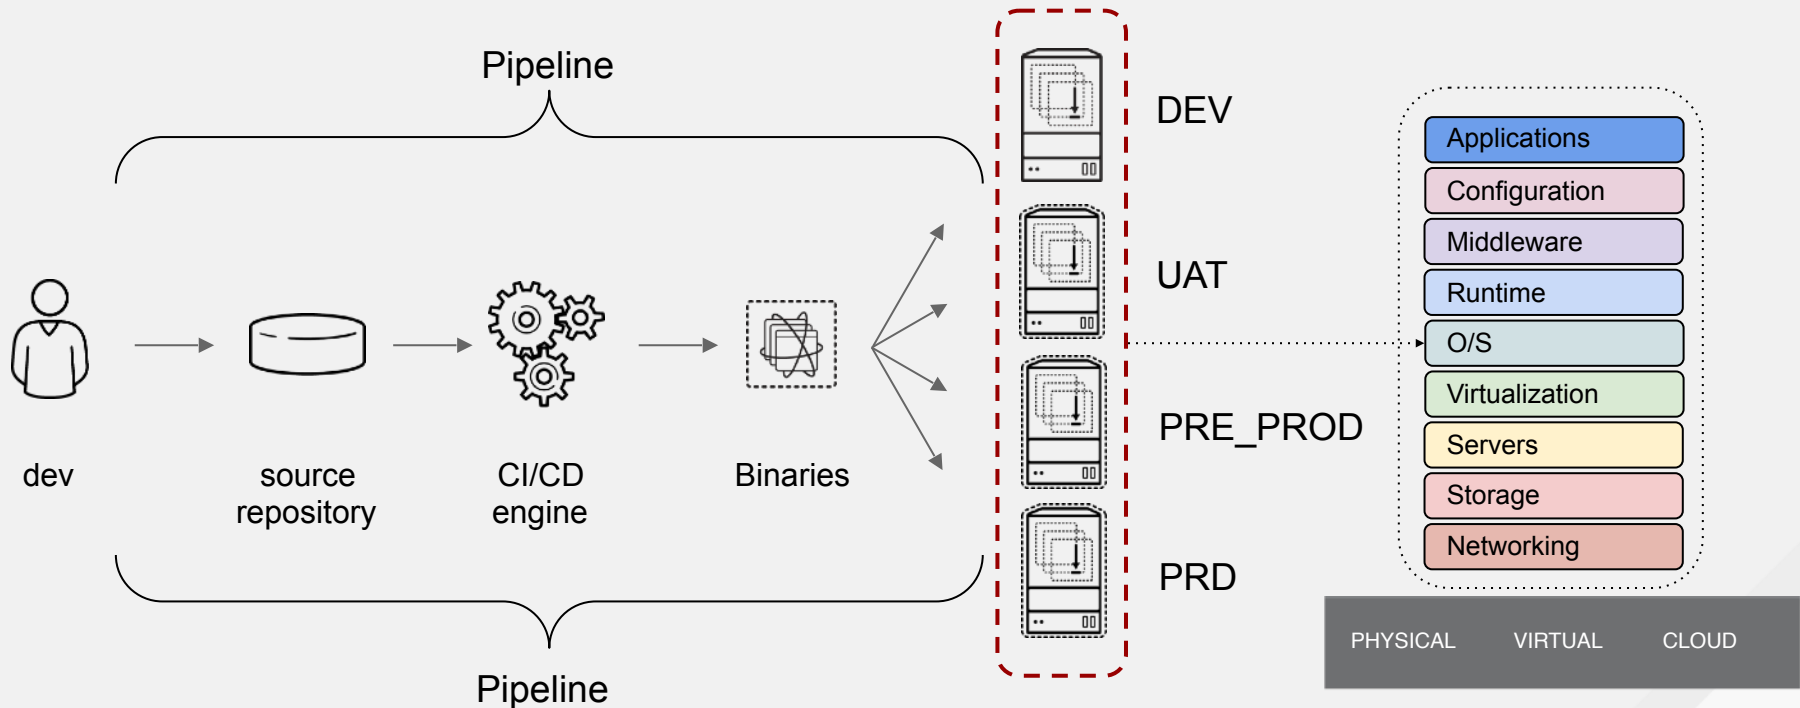 Pipeline
dev
source
repository
CI/CD
engine
Binaries
Pipeline
DEV
UAT
PRE_PROD
PRD
Applications
Configuration
Middleware
Runtime
O/S
Virtualization
Servers
Storage
Networking
PHYSICAL VIRTUAL CLOUD